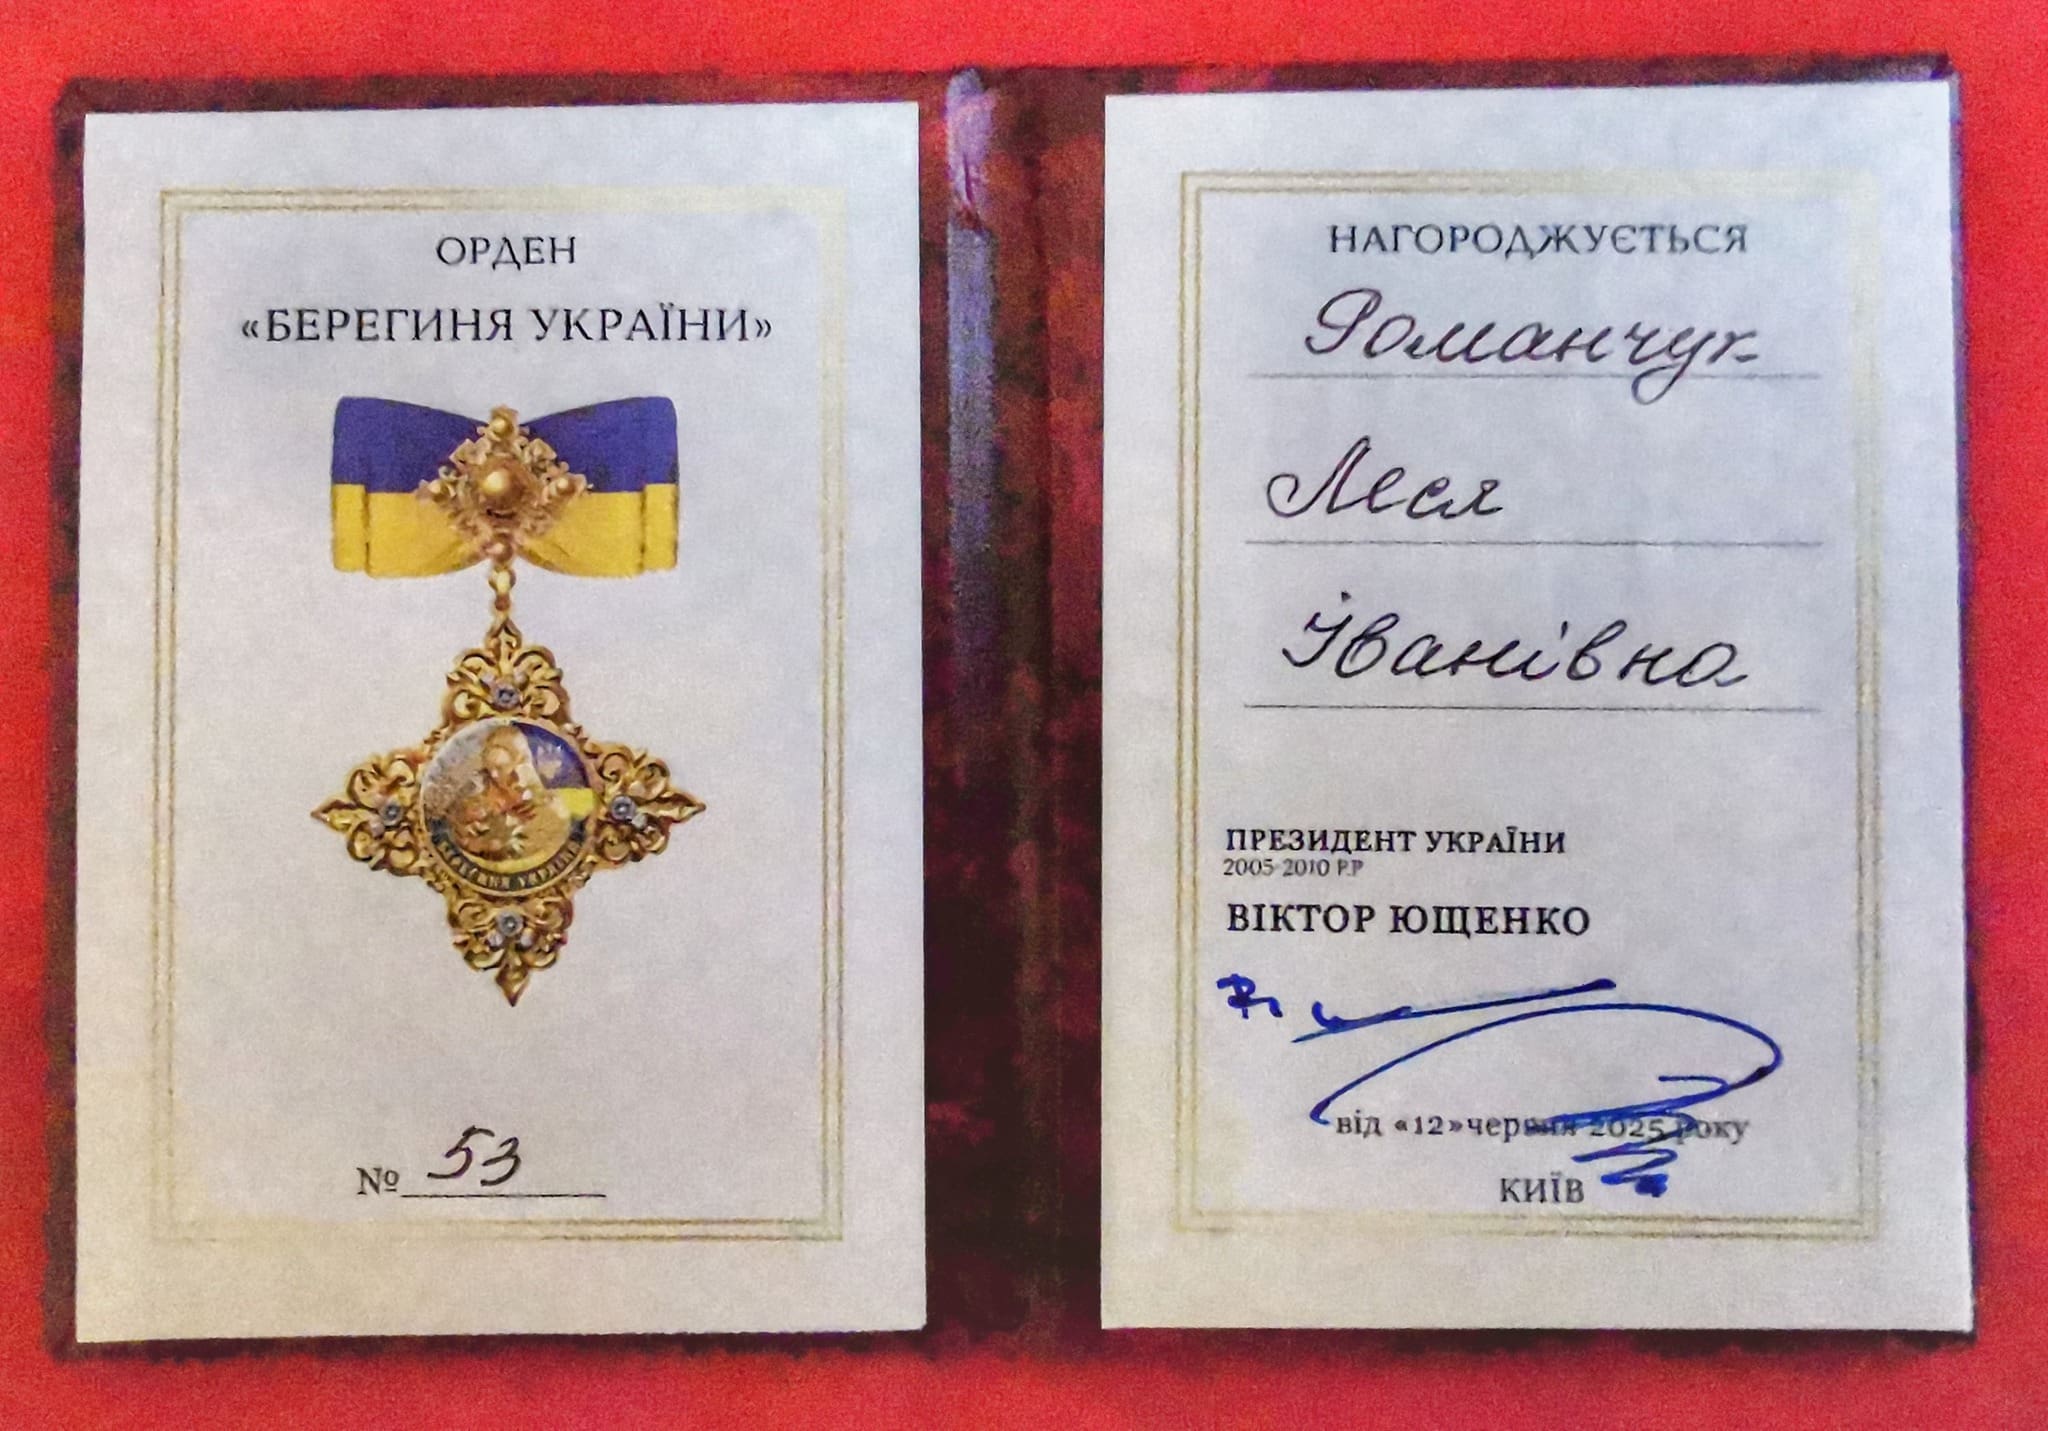 ОРДЕН
«БЕРЕГИНЯ УКРАЇНИ»
№ 53
НАГОРОДЖУЄТЬСЯ
Романчук
Леся
Іванівна
ПРЕЗИДЕНТ УКРАЇНИ
2005-2010 Р.Р
ВІКТОР ЮЩЕНКО
від «12»червня 2025 року
КИЇВ